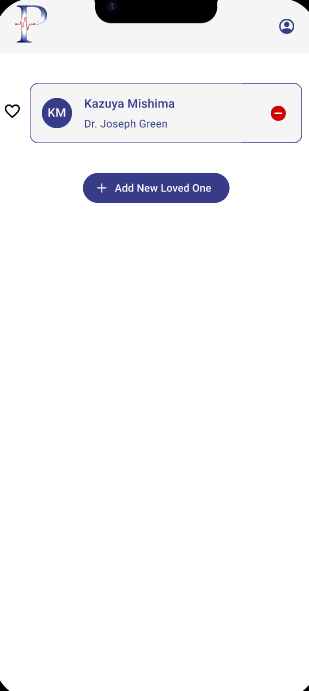 P
KM
Kazuya Mishima
Dr. Joseph Green
Add New Loved One